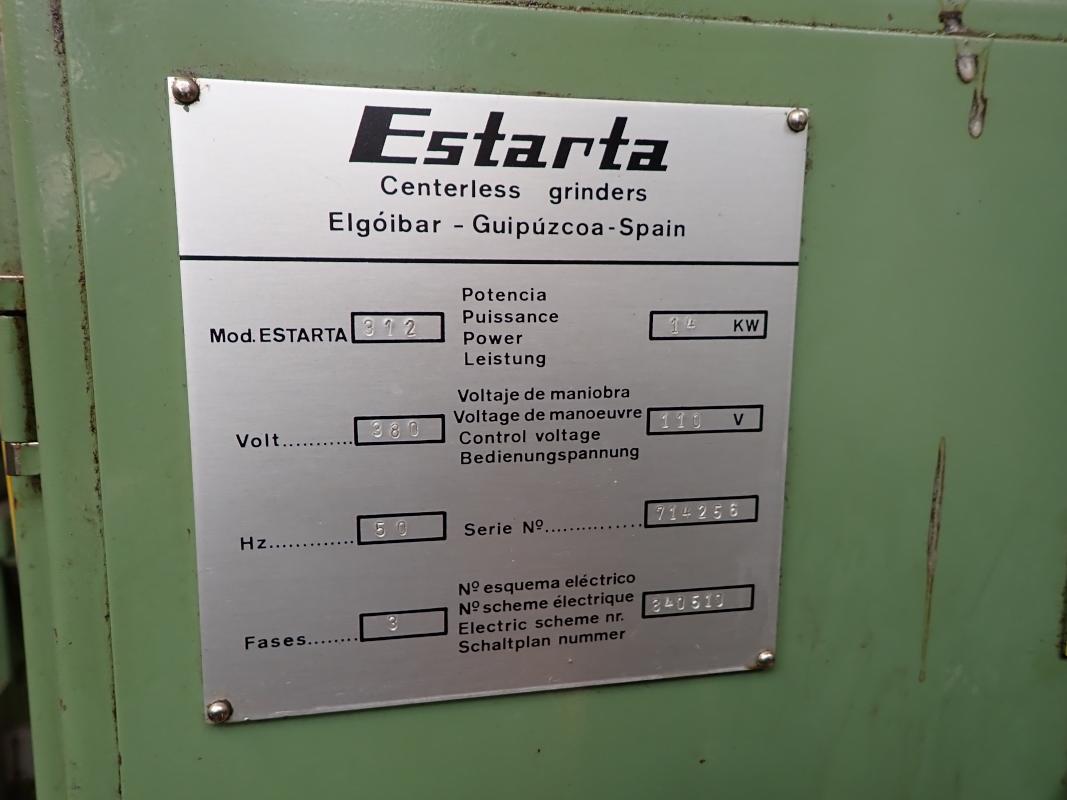 Estarta
Centerless grinders
Elgóibar - Guipúzcoa-Spain
Mod. ESTARTA 312
Potencia
Puissance
Power
Leistung
14 KW
Volt........... 380
Voltaje de maniobra
Voltage de manoeuvre
Control voltage
Bedienungspannung
110 V
Hz............. 50
Serie Nº............... 714256
Fases........ 3
Nº esquema eléctrico
Nº scheme électrique
Electric scheme nr.
Schaltplan nummer
840510